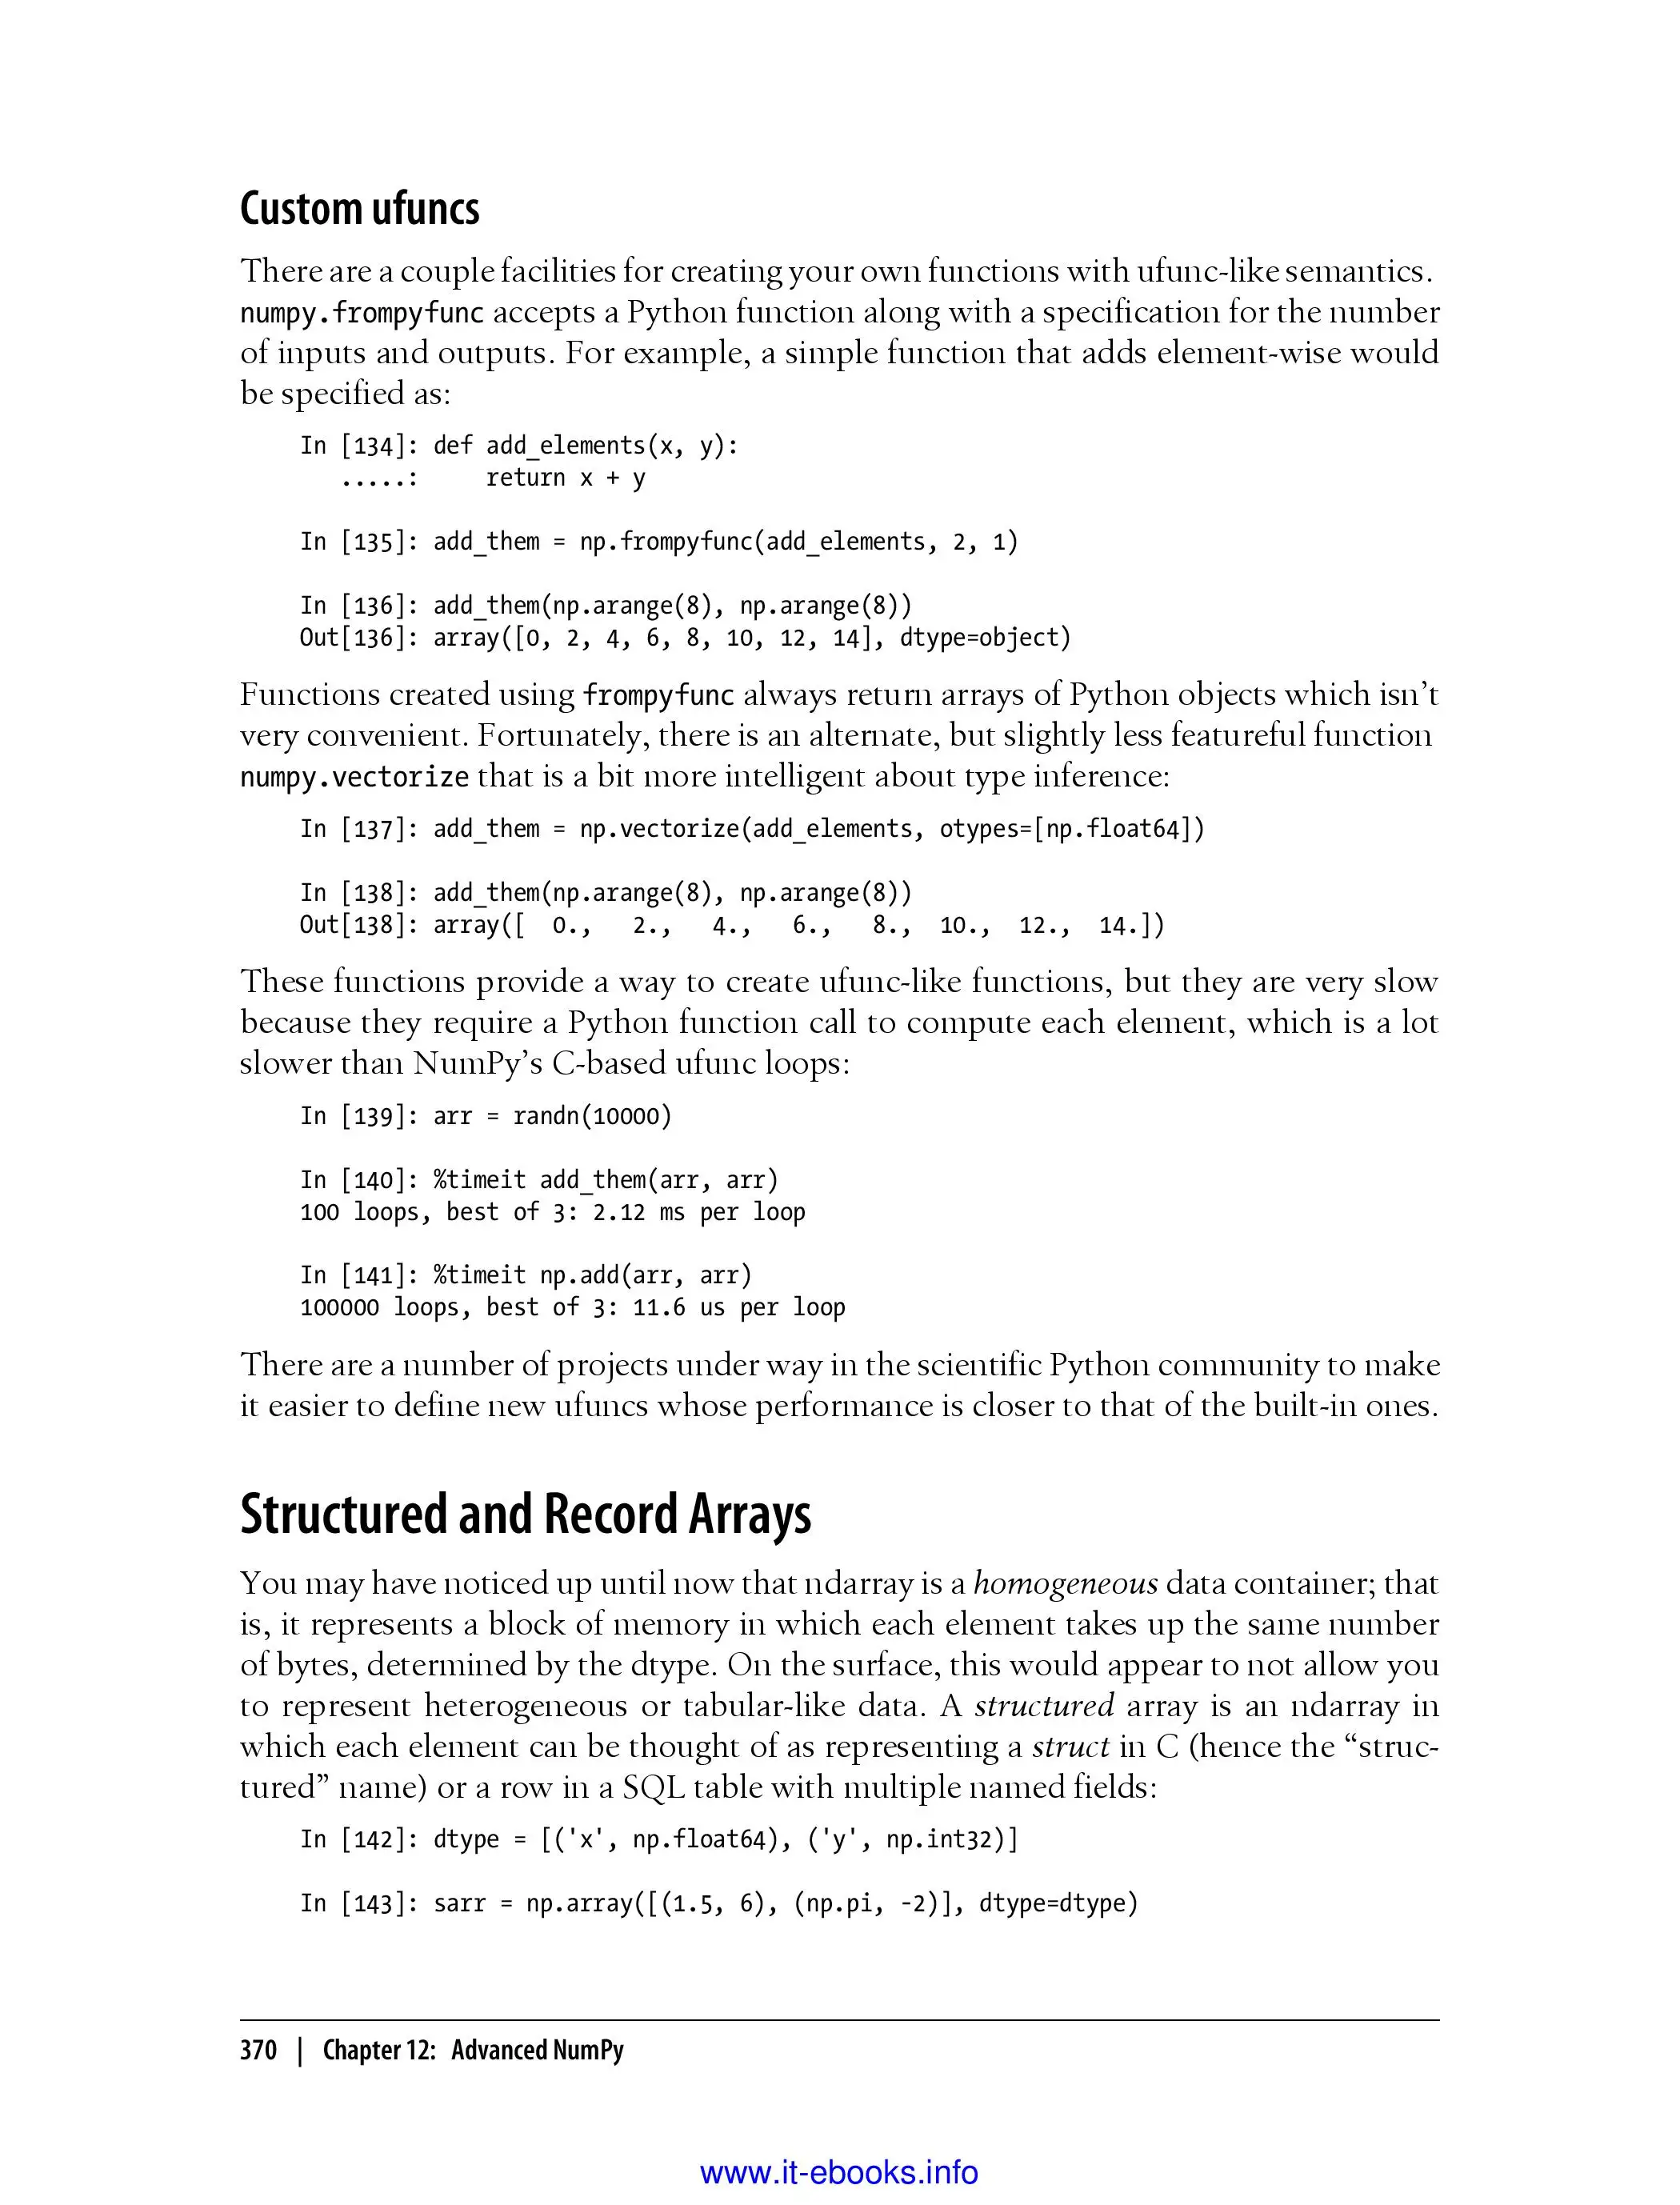 Custom ufuncs
There are a couple facilities for creating your own functions with ufunc-like semantics.
numpy.frompyfunc accepts a Python function along with a specification for the number
of inputs and outputs. For example, a simple function that adds element-wise would
be specified as:
In [134]: def add_elements(x, y):
   .....:     return x + y
In [135]: add_them = np.frompyfunc(add_elements, 2, 1)
In [136]: add_them(np.arange(8), np.arange(8))
Out[136]: array([0, 2, 4, 6, 8, 10, 12, 14], dtype=object)
Functions created using frompyfunc always return arrays of Python objects which isn’t
very convenient. Fortunately, there is an alternate, but slightly less featureful function
numpy.vectorize that is a bit more intelligent about type inference:
In [137]: add_them = np.vectorize(add_elements, otypes=[np.float64])
In [138]: add_them(np.arange(8), np.arange(8))
Out[138]: array([  0.,   2.,   4.,   6.,   8.,  10.,  12.,  14.])
These functions provide a way to create ufunc-like functions, but they are very slow
because they require a Python function call to compute each element, which is a lot
slower than NumPy’s C-based ufunc loops:
In [139]: arr = randn(10000)
In [140]: %timeit add_them(arr, arr)
100 loops, best of 3: 2.12 ms per loop
In [141]: %timeit np.add(arr, arr)
100000 loops, best of 3: 11.6 us per loop
There are a number of projects under way in the scientific Python community to make
it easier to define new ufuncs whose performance is closer to that of the built-in ones.
Structured and Record Arrays
You may have noticed up until now that ndarray is a homogeneous data container; that
is, it represents a block of memory in which each element takes up the same number
of bytes, determined by the dtype. On the surface, this would appear to not allow you
to represent heterogeneous or tabular-like data. A structured array is an ndarray in
which each element can be thought of as representing a struct in C (hence the “struc-
tured” name) or a row in a SQL table with multiple named fields:
In [142]: dtype = [('x', np.float64), ('y', np.int32)]
In [143]: sarr = np.array([(1.5, 6), (np.pi, -2)], dtype=dtype)
370 | Chapter 12: Advanced NumPy
www.it-ebooks.info